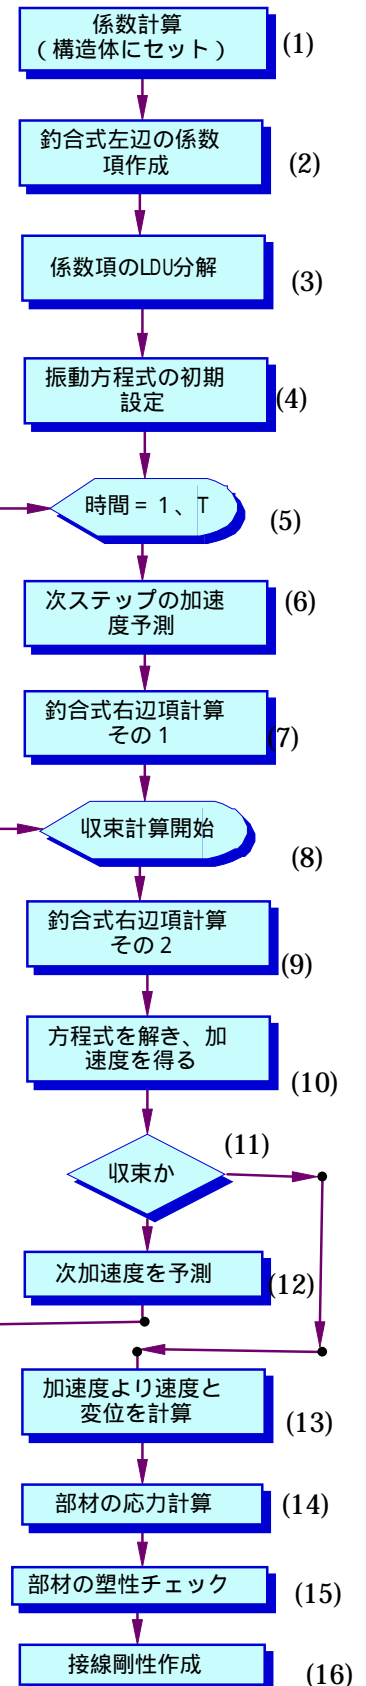 係数計算
(構造体にセット)
(1)
釣合式左辺の係数
項作成
(2)
係数項のLDU分解
(3)
振動方程式の初期
設定
(4)
時間=1、T
(5)
次ステップの加速
度予測
(6)
釣合式右辺項計算
その1
(7)
収束計算開始
(8)
釣合式右辺項計算
その2
(9)
方程式を解き、加
速度を得る
(10)
収束か
(11)
次加速度を予測
(12)
加速度より速度と
変位を計算
(13)
部材の応力計算
(14)
部材の塑性チェック
(15)
接線剛性作成
(16)